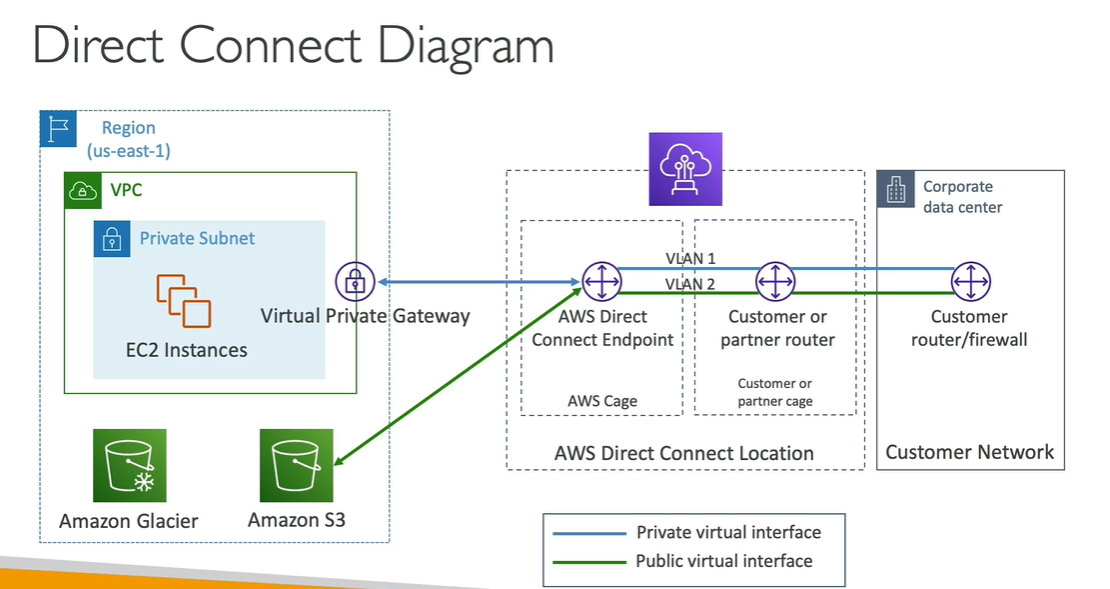 Direct Connect Diagram
Region
(us-east-1)
VPC
Private Subnet
EC2 Instances
Virtual Private Gateway
Amazon Glacier
Amazon S3
VLAN 1
VLAN 2
AWS Direct
Connect Endpoint
AWS Cage
Customer or
partner router
Customer or
partner cage
AWS Direct Connect Location
Corporate
data center
Customer
router/firewall
Customer Network
Private virtual interface
Public virtual interface